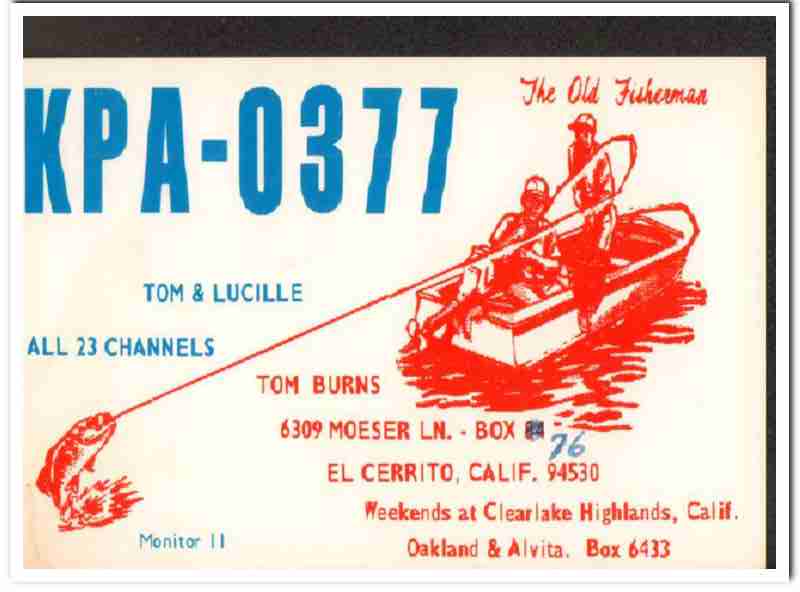 KPA-0377
The Old Fisherman
TOM & LUCILLE
ALL 23 CHANNELS
TOM BURNS
6309 MOESER LN. - BOX 76
EL CERRITO, CALIF. 94530
Weekends at Clearlake Highlands, Calif.
Oakland & Alvita. Box 6433
Monitor 11